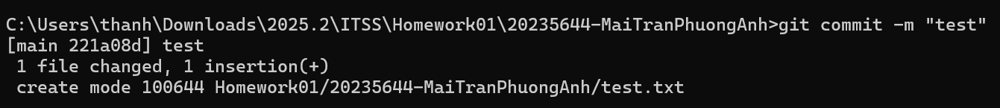 C:\Users\thanh\Downloads\2025.2\ITSS\Homework01\20235644-MaiTranPhuongAnh>git commit -m "test"
[main 221a08d] test
 1 file changed, 1 insertion(+)
 create mode 100644 Homework01/20235644-MaiTranPhuongAnh/test.txt